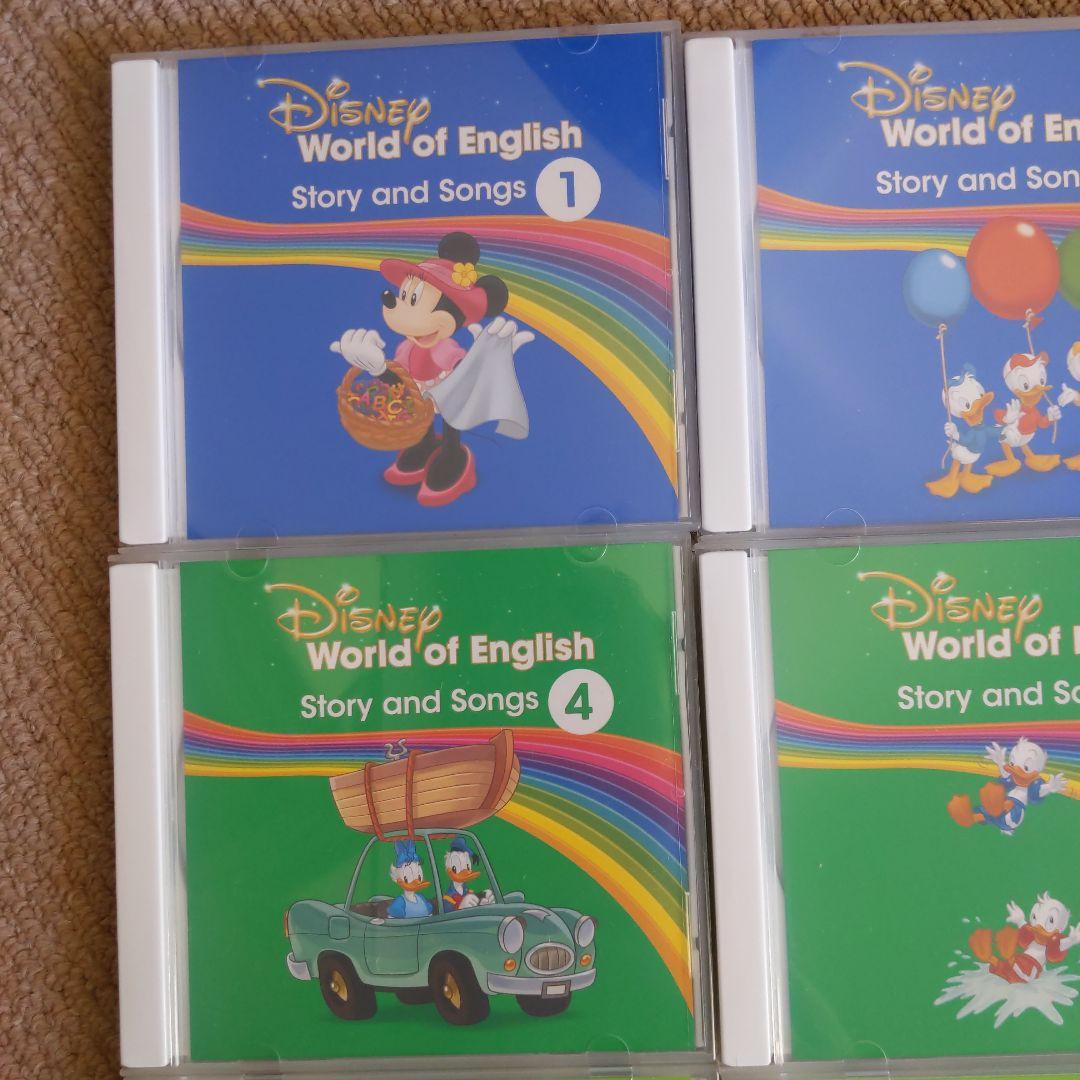 Disney
World of English
Story and Songs 1
ABC
Disney
World of En
Story and Son
Disney
World of English
Story and Songs 4
Disney
World of
Story and So